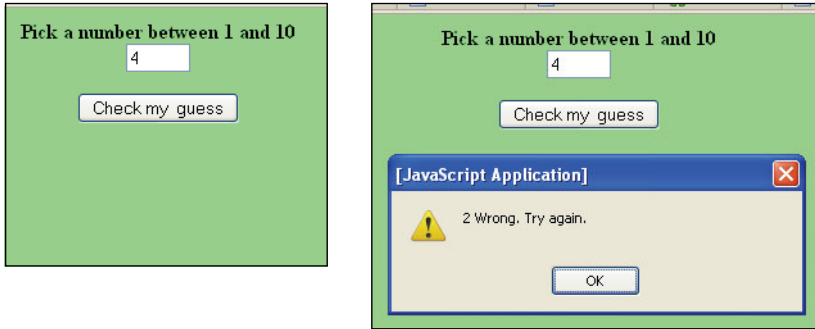 Pick a number between 1 and 10
4
Check my guess
Pick a number between 1 and 10
4
Check my guess
[JavaScript Application]
2 Wrong. Try again.
OK